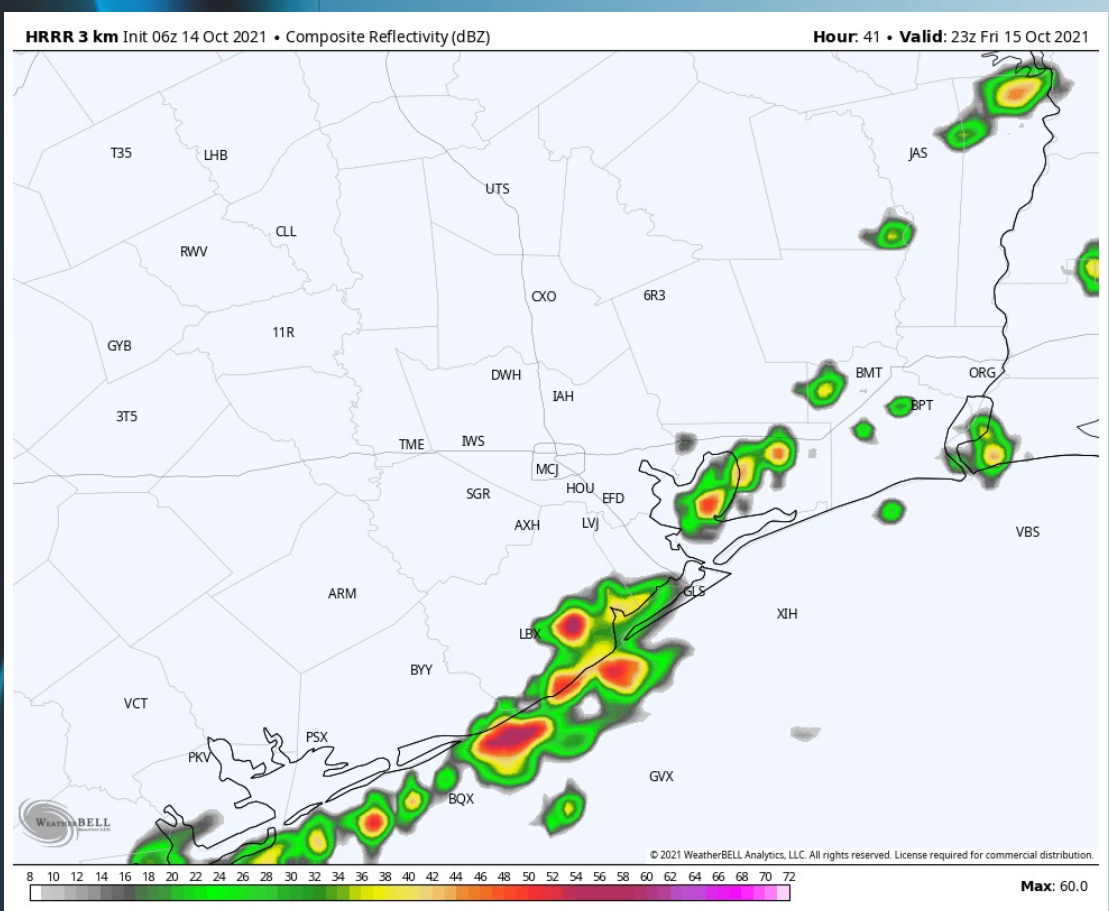 HRRR 3 km Init 06z 14 Oct 2021 • Composite Reflectivity (dBZ) Hour: 41 • Valid: 23z Fri 15 Oct 2021
T35
LHB
JAS
UTS
CLL
RWV
CXO
6R3
11R
GYB
BMT
ORG
DWH
IAH
BPT
3T5
TME
IWS
MCJ
HOU
SGR
EFD
AXH
LVJ
VBS
ARM
GLS
XIH
LBX
BYY
VCT
PSX
PKV
GVX
BQX
WEATHERBELL
© 2021 WeatherBELL Analytics, LLC. All rights reserved. License required for commercial distribution.
8 10 12 14 16 18 20 22 24 26 28 30 32 34 36 38 40 42 44 46 48 50 52 54 56 58 60 62 64 66 68 70 72
Max: 60.0